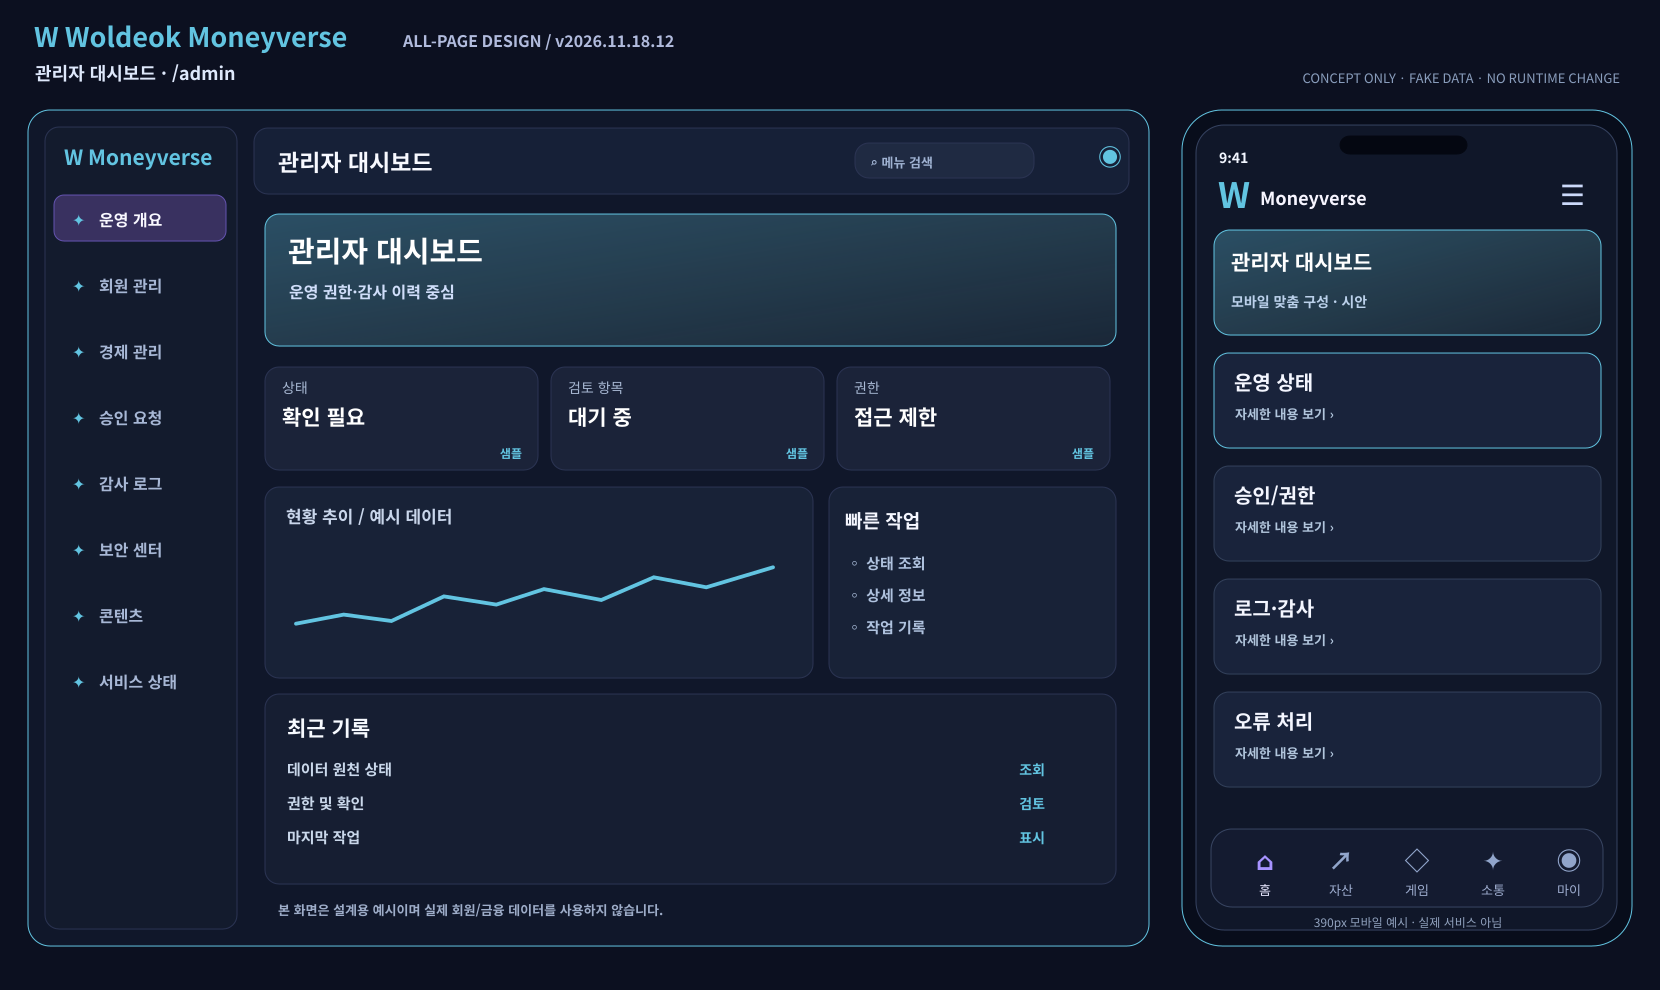 W Woldeok Moneyverse
ALL-PAGE DESIGN / v2026.11.18.12
관리자 대시보드 · /admin
CONCEPT ONLY · FAKE DATA · NO RUNTIME CHANGE
W Moneyverse
운영 개요
회원 관리
경제 관리
승인 요청
감사 로그
보안 센터
콘텐츠
서비스 상태
관리자 대시보드
메뉴 검색
관리자 대시보드
운영 권한·감사 이력 중심
상태
확인 필요
샘플
검토 항목
대기 중
샘플
권한
접근 제한
샘플
현황 추이 / 예시 데이터
빠른 작업
상태 조회
상세 정보
작업 기록
최근 기록
데이터 원천 상태 조회
권한 및 확인 검토
마지막 작업 표시
본 화면은 설계용 예시이며 실제 회원/금융 데이터를 사용하지 않습니다.
9:41
W Moneyverse
관리자 대시보드
모바일 맞춤 구성 · 시안
운영 상태
자세한 내용 보기 ›
승인/권한
자세한 내용 보기 ›
로그·감사
자세한 내용 보기 ›
오류 처리
자세한 내용 보기 ›
홈 자산 게임 소통 마이
390px 모바일 예시 · 실제 서비스 아님